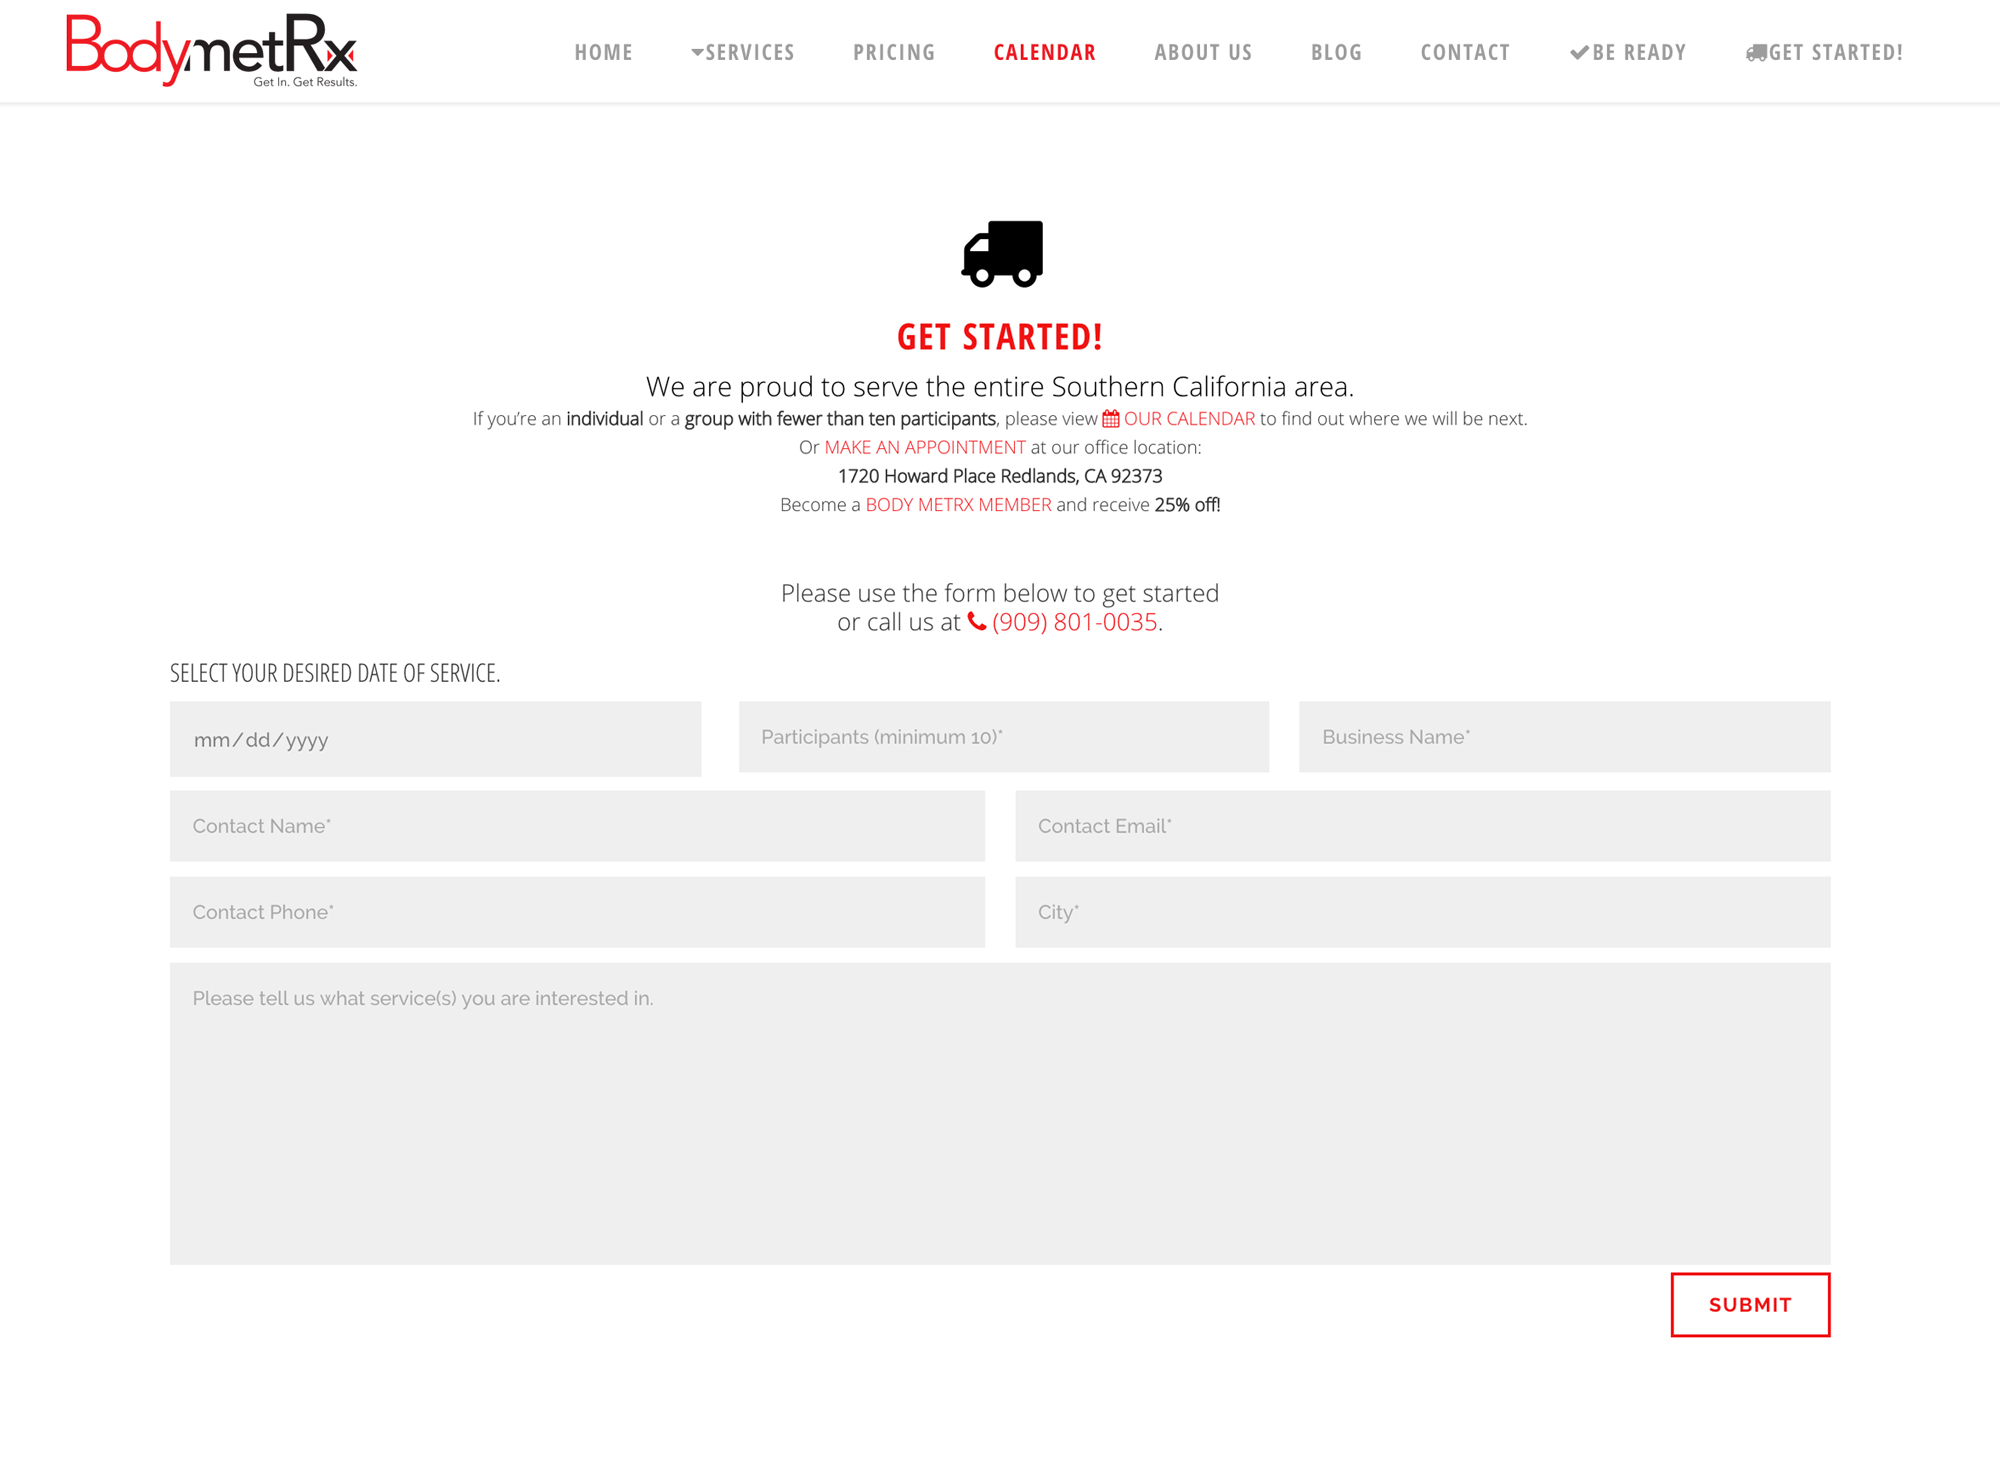 BodymetRx
Get In. Get Results.
HOME SERVICES PRICING CALENDAR ABOUT US BLOG CONTACT BE READY GET STARTED!
GET STARTED!
We are proud to serve the entire Southern California area.
If you're an individual or a group with fewer than ten participants, please view OUR CALENDAR to find out where we will be next.
Or MAKE AN APPOINTMENT at our office location:
1720 Howard Place Redlands, CA 92373
Become a BODY METRX MEMBER and receive 25% off!
Please use the form below to get started
or call us at (909) 801-0035.
SELECT YOUR DESIRED DATE OF SERVICE.
mm/dd/yyyy Participants (minimum 10)* Business Name*
Contact Name* Contact Email*
Contact Phone* City*
Please tell us what service(s) you are interested in.
SUBMIT